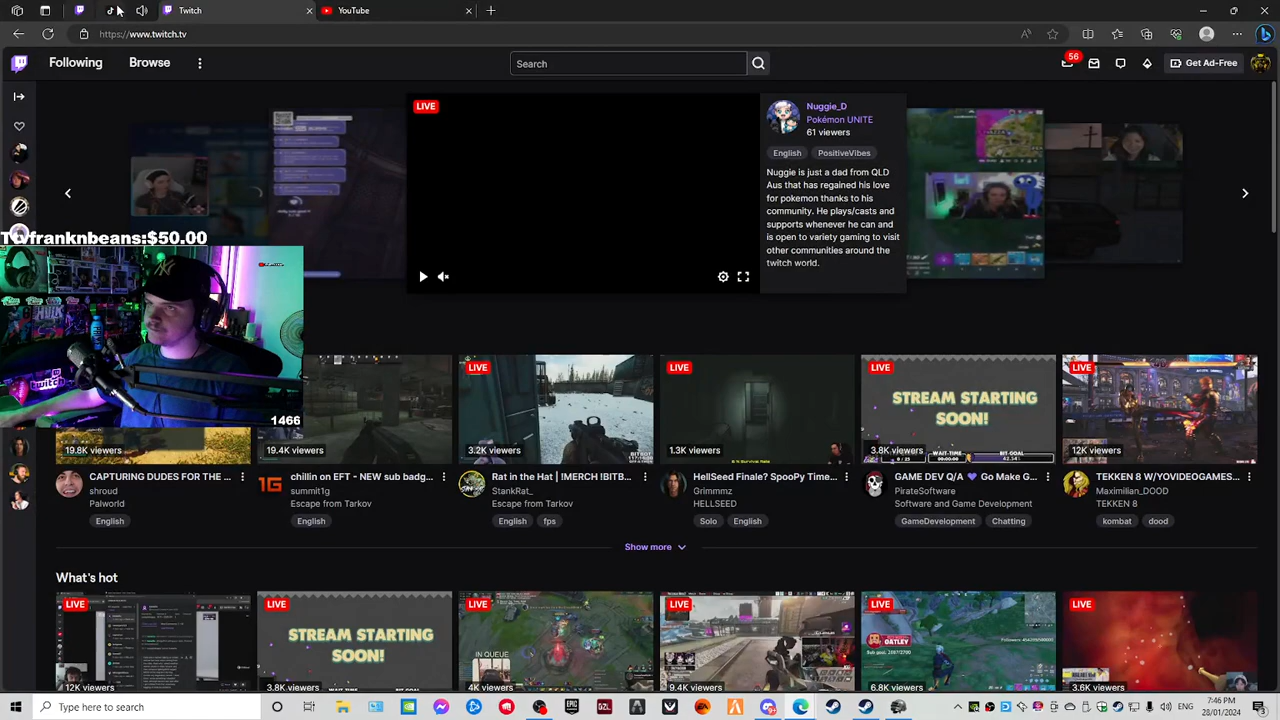 Twitch
YouTube
https://www.twitch.tv
Following
Browse
Search
56
Get Ad-Free
LIVE
Nuggie_D
Pokémon UNITE
61 viewers
English
PositiveVibes
Nuggie is just a dad from QLD
Aus that has regained his love
for pokemon thanks to his
community. He plays/casts and
supports whenever he can and
is open to variety gaming to visit
other communities around the
twitch world.
franknbeans:$50.00
1466
19.8K viewers
CAPTURING DUDES FOR THE ...
shroud
Palworld
English
19.4K viewers
chillin on EFT - NEW sub badg...
summit1g
Escape from Tarkov
English
LIVE
3.2K viewers
Rat in the Hat | !MERCH !BITB...
StankRat_
Escape from Tarkov
English
fps
LIVE
1.3K viewers
HellSeed Finale? SpooPy Time...
Grimmmz
HELLSEED
Solo
English
LIVE
STREAM STARTING
SOON!
3.8K viewers
GAME DEV Q/A 💜 Go Make G...
PirateSoftware
Software and Game Development
GameDevelopment
Chatting
LIVE
12K viewers
TEKKEN 8 W/YOVIDEOGAMES...
Maximilian_DOOD
TEKKEN 8
kombat
dood
Show more
What's hot
LIVE
12K viewers
LIVE
STREAM STARTING
SOON!
3.8K viewers
LIVE
IN QUEUE
4K viewers
LIVE
9.4K viewers
LIVE
OATLEY
6.8K viewers
LIVE
3.6K viewers
Type here to search
ENG
7:46 PM
28/01/2024